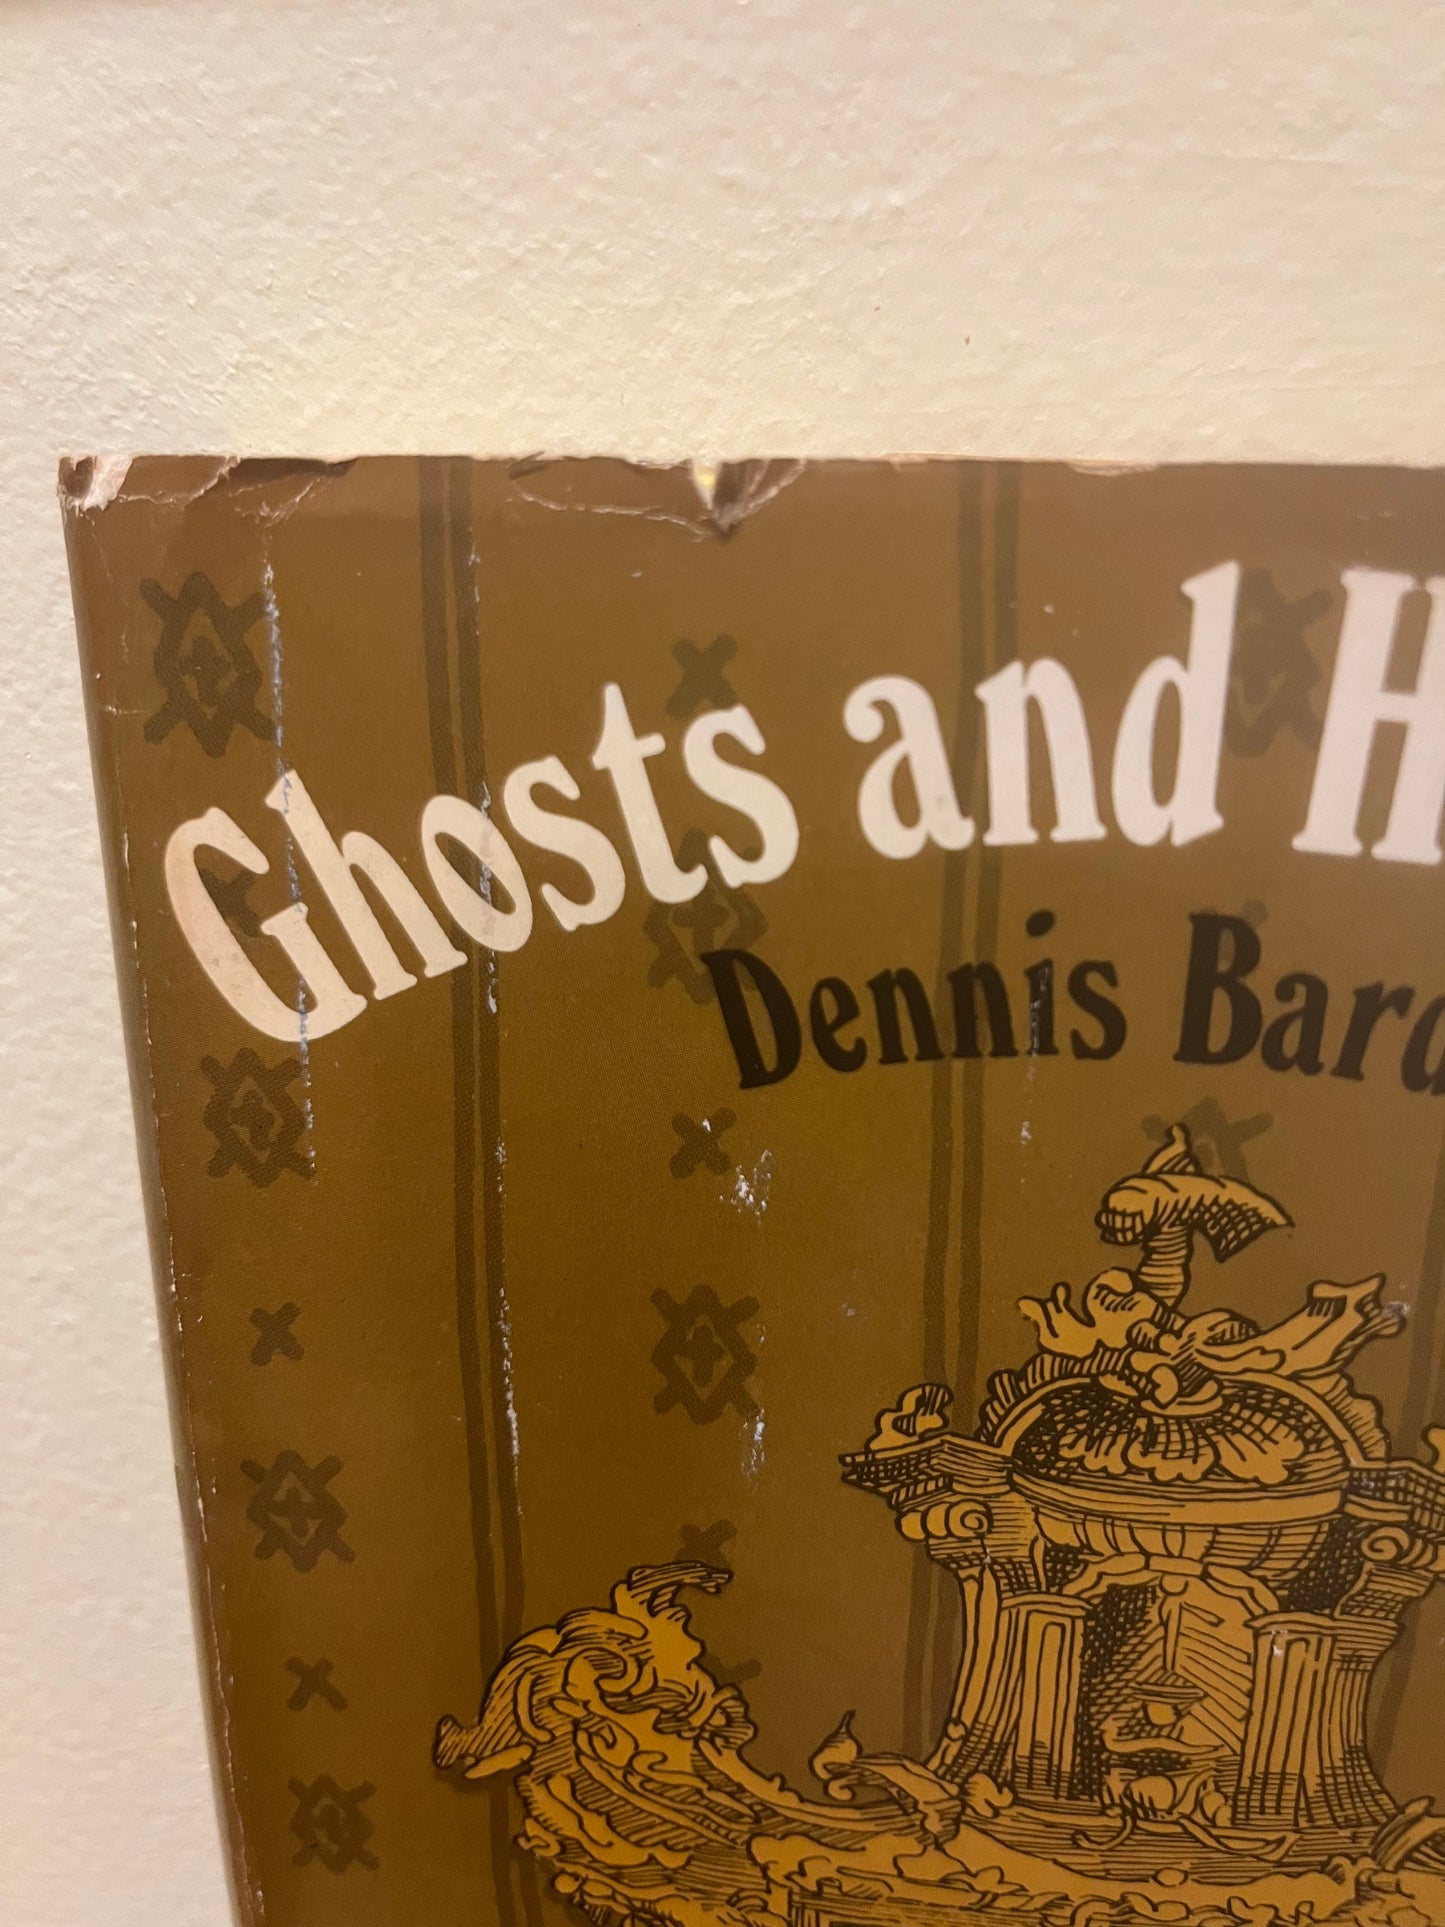 Ghosts and H
Dennis Bard